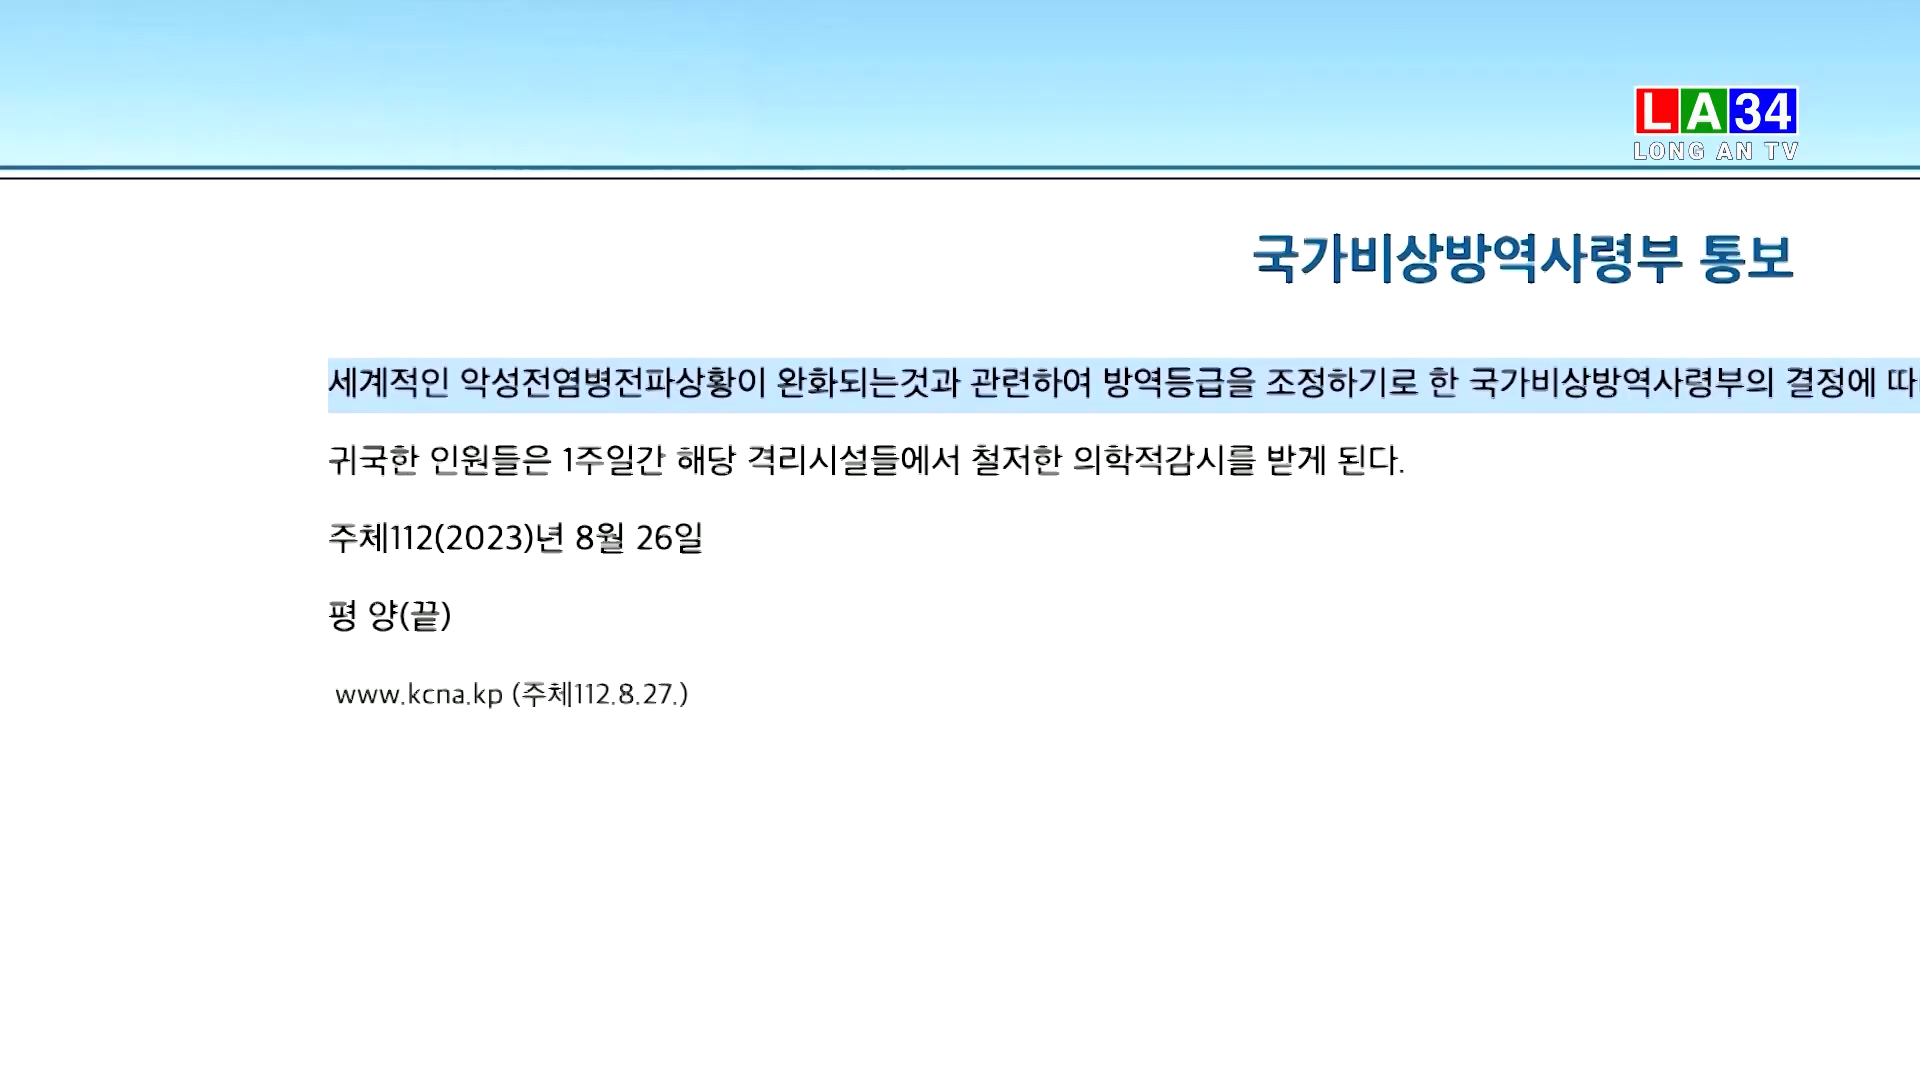 LA34
LONG AN TV
국가비상방역사령부 통보
세계적인 악성전염병전파상황이 완화되는것과 관련하여 방역등급을 조정하기로 한 국가비상방역사령부의 결정에 따
귀국한 인원들은 1주일간 해당 격리시설들에서 철저한 의학적감시를 받게 된다.
주체112(2023)년 8월 26일
평 양(끝)
www.kcna.kp (주체112.8.27.)